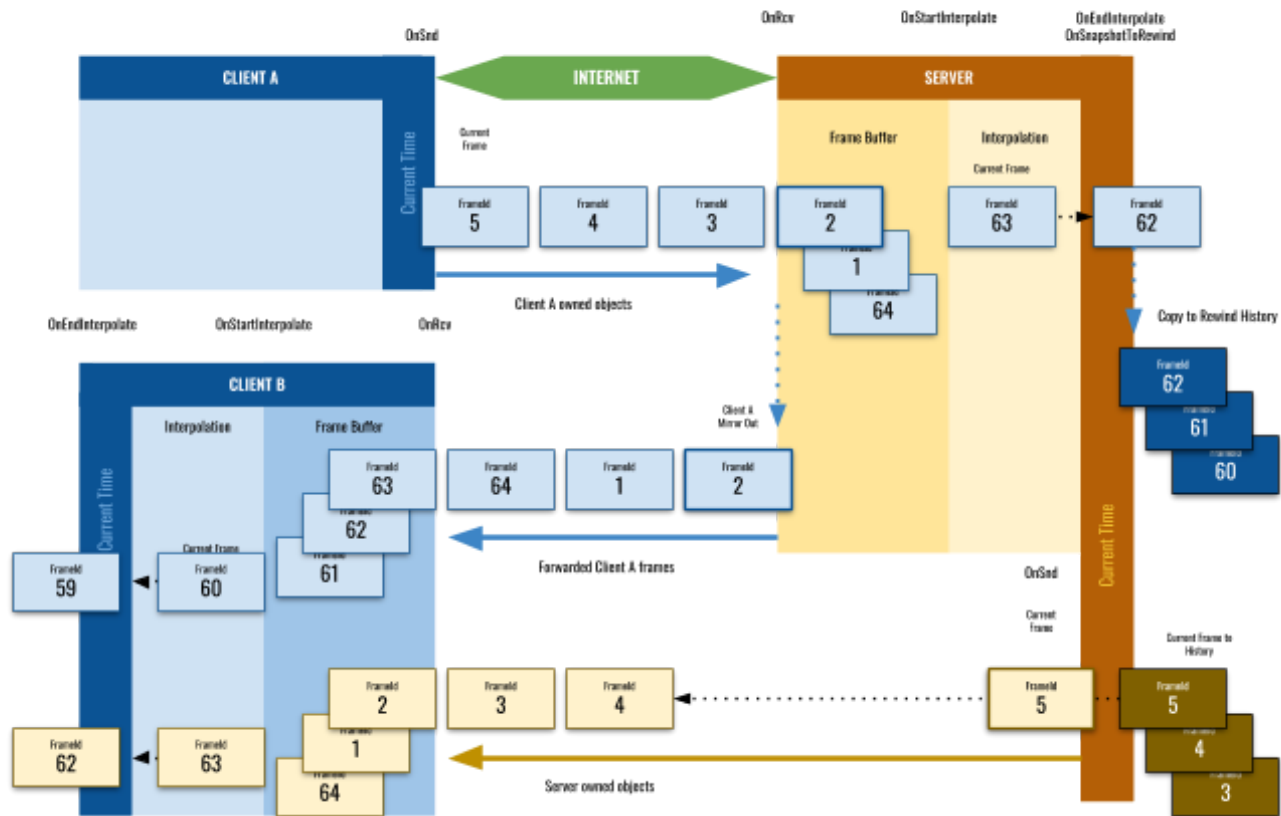 OnRcv
OnStartInterpolate
OnEndInterpolate
OnSnapshotToRewind
OnSnd
CLIENT A
INTERNET
SERVER
Current Time
Current
Frame
Frame Buffer
Interpolation
Current Frame
FrameId
5
FrameId
4
FrameId
3
FrameId
2
1
64
FrameId
63
FrameId
62
Client A owned objects
Copy to Rewind History
FrameId
62
61
60
OnEndInterpolate
OnStartInterpolate
OnRcv
CLIENT B
Current Time
Interpolation
Frame Buffer
Client A
Mirror Out
FrameId
63
62
61
FrameId
64
FrameId
1
FrameId
2
Current Frame
FrameId
59
FrameId
60
Forwarded Client A frames
Current Time
OnSnd
Current
Frame
Current Frame to
History
FrameId
2
1
64
FrameId
3
FrameId
4
FrameId
5
FrameId
5
4
3
FrameId
62
FrameId
63
Server owned objects